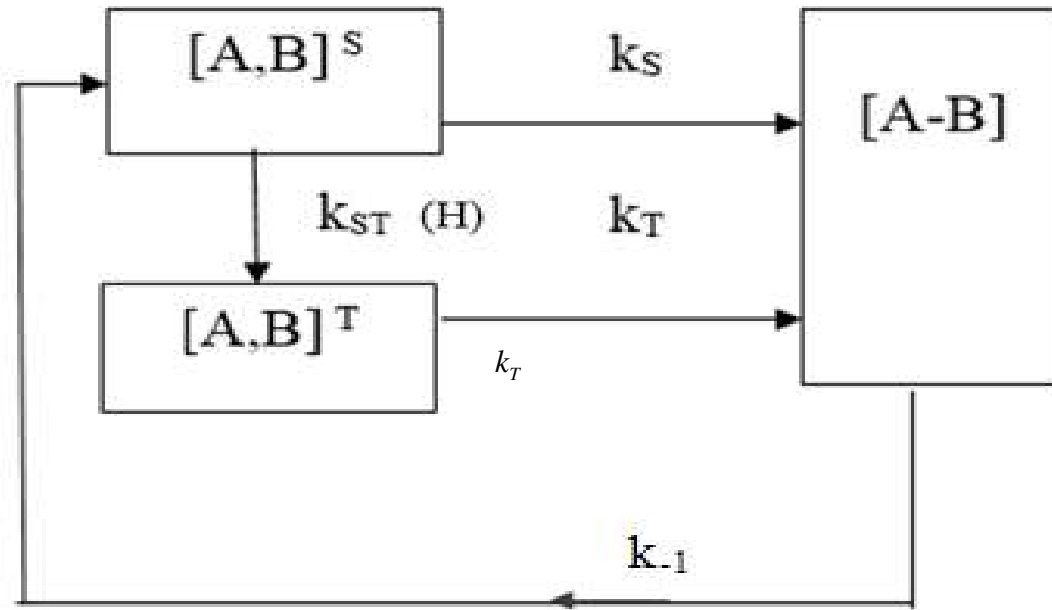 [A,B] S
kS
[A-B]
kST (H)
kT
[A,B] T
kT
k-1